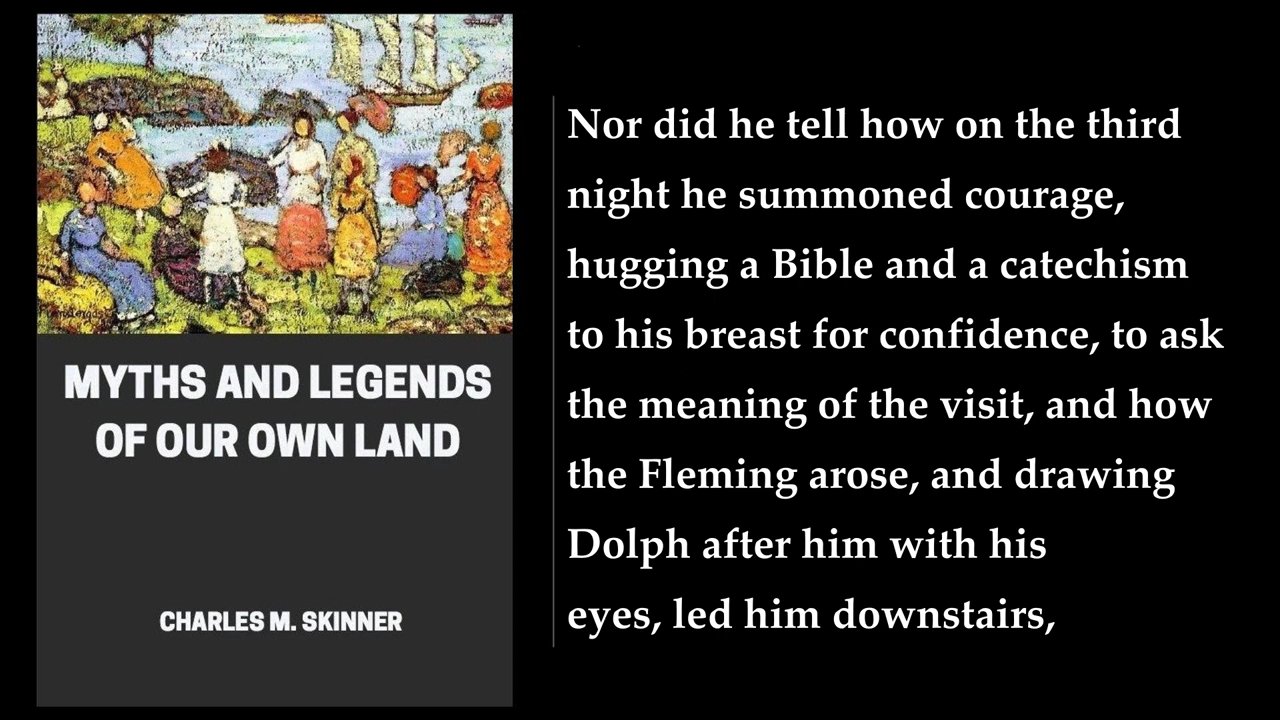 MYTHS AND LEGENDS
OF OUR OWN LAND
CHARLES M. SKINNER
Nor did he tell how on the third
night he summoned courage,
hugging a Bible and a catechism
to his breast for confidence, to ask
the meaning of the visit, and how
the Fleming arose, and drawing
Dolph after him with his
eyes, led him downstairs,